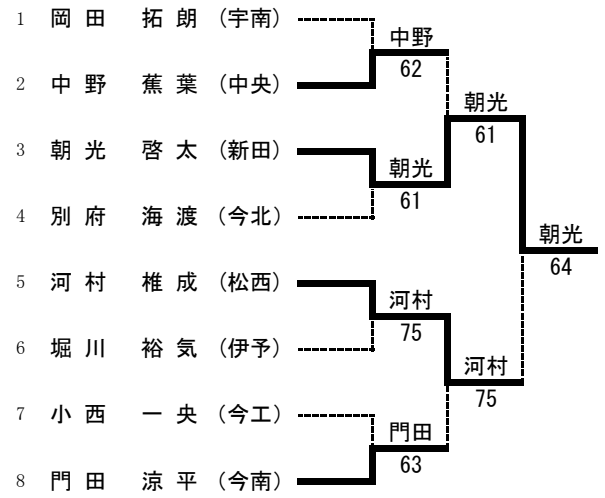 1 岡田 拓朗 (宇南)
中野
62
2 中野 蕉葉 (中央)
朝光
61
3 朝光 啓太 (新田)
朝光
61
4 別府 海渡 (今北)
朝光
64
5 河村 椎成 (松西)
河村
75
6 堀川 裕気 (伊予)
河村
75
7 小西 一央 (今工)
門田
63
8 門田 涼平 (今南)